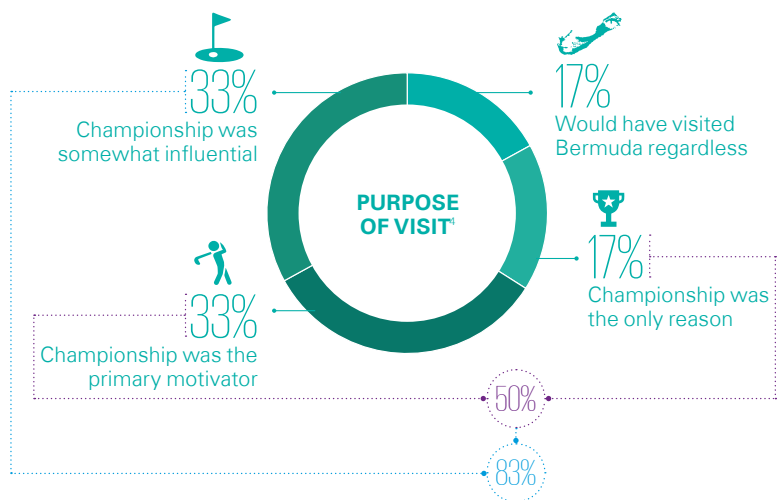 33%
Championship was
somewhat influential
17%
Would have visited
Bermuda regardless
PURPOSE
OF VISIT4
17%
Championship was
the only reason
33%
Championship was the
primary motivator
50%
83%